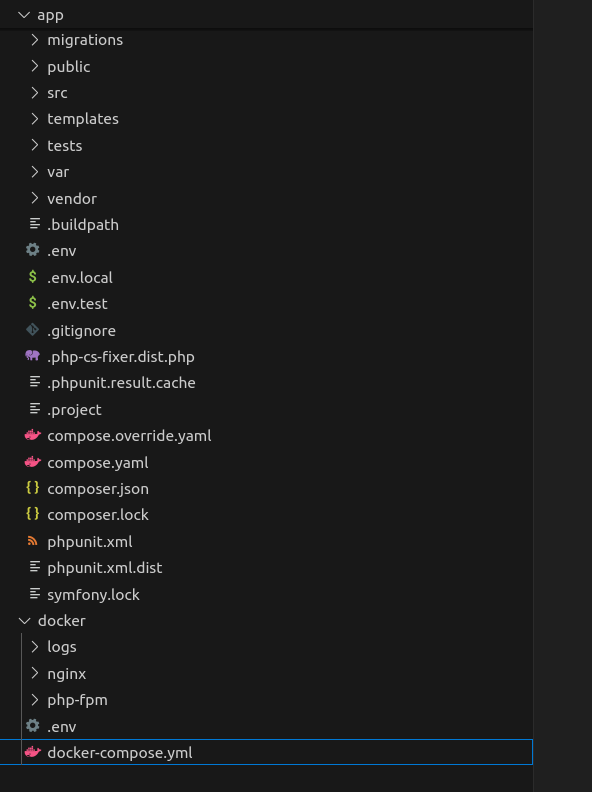 app
migrations
public
src
templates
tests
var
vendor
.buildpath
.env
.env.local
.env.test
.gitignore
.php-cs-fixer.dist.php
.phpunit.result.cache
.project
compose.override.yaml
compose.yaml
composer.json
composer.lock
phpunit.xml
phpunit.xml.dist
symfony.lock
docker
logs
nginx
php-fpm
.env
docker-compose.yml